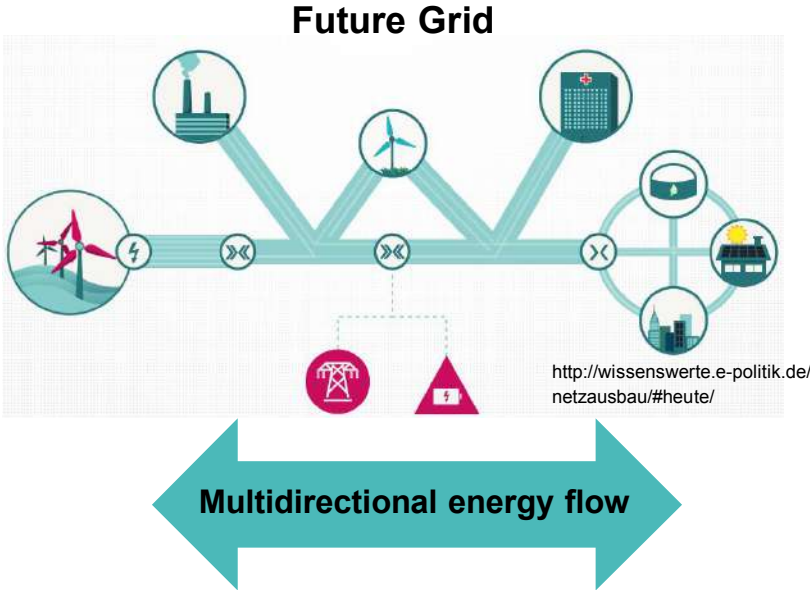 Future Grid
http://wissenswerte.e-politik.de/
netzausbau/#heute/
Multidirectional energy flow